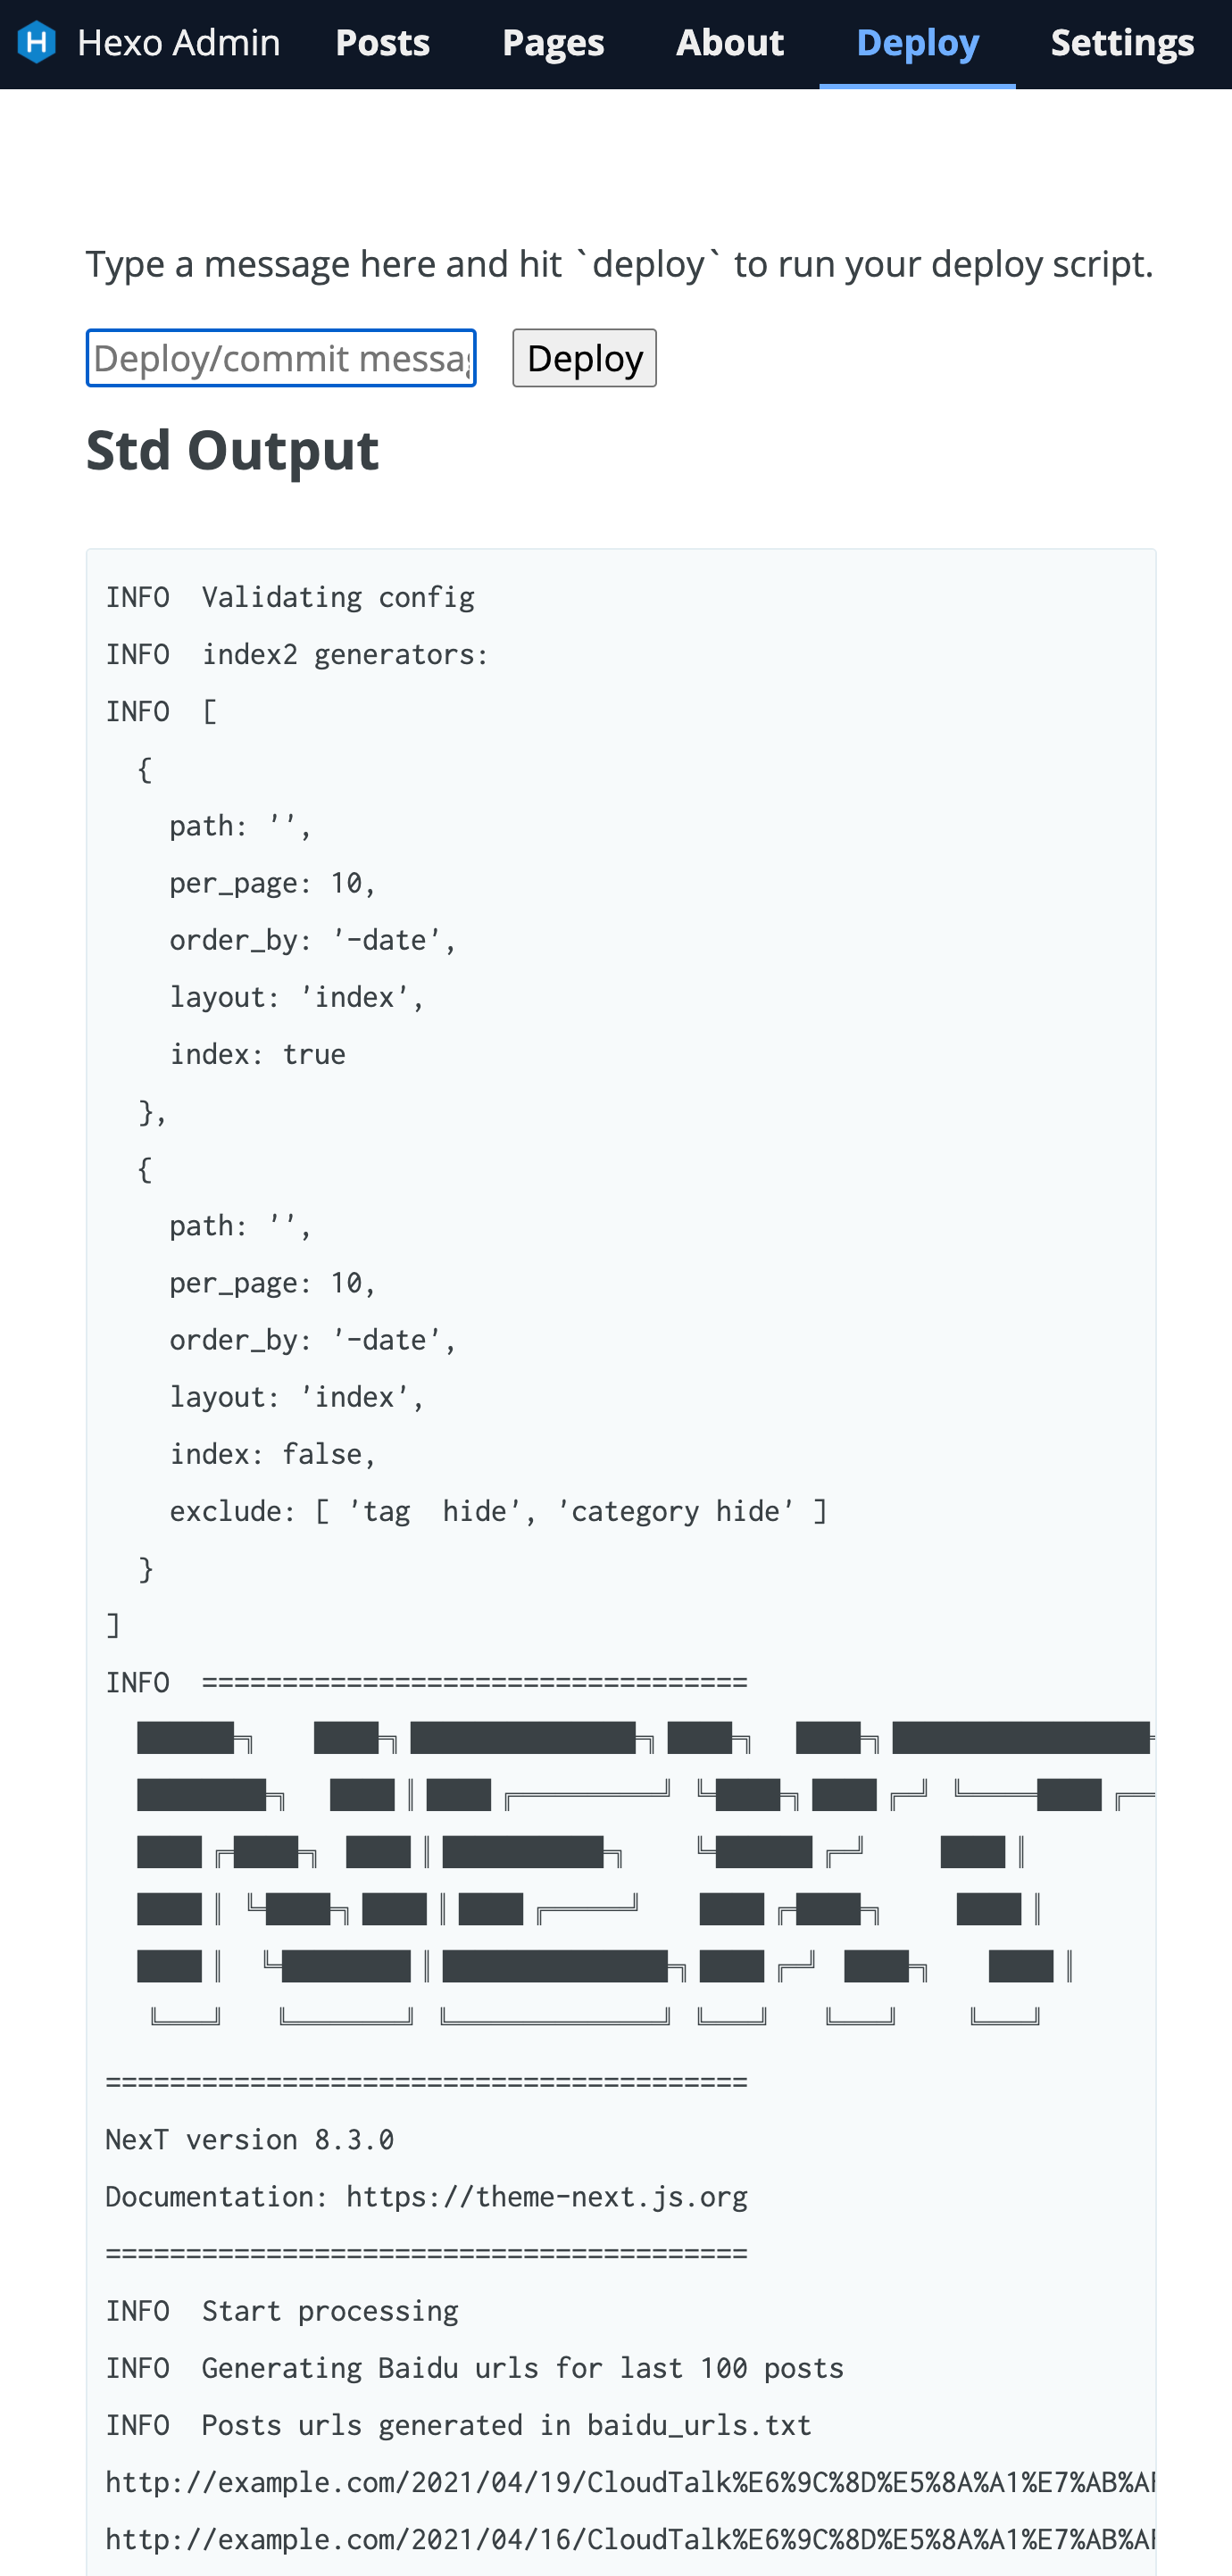 Hexo Admin Posts Pages About Deploy Settings
Type a message here and hit `deploy` to run your deploy script.
Deploy/commit messag Deploy
Std Output
INFO  Validating config
INFO  index2 generators:
INFO  [
  {
    path: '',
    per_page: 10,
    order_by: '-date',
    layout: 'index',
    index: true
  },
  {
    path: '',
    per_page: 10,
    order_by: '-date',
    layout: 'index',
    index: false,
    exclude: [ 'tag  hide', 'category hide' ]
  }
]
INFO  ==================================
========================================
NexT version 8.3.0
Documentation: https://theme-next.js.org
========================================
INFO  Start processing
INFO  Generating Baidu urls for last 100 posts
INFO  Posts urls generated in baidu_urls.txt
http://example.com/2021/04/19/CloudTalk%E6%9C%8D%E5%8A%A1%E7%AB%AF
http://example.com/2021/04/16/CloudTalk%E6%9C%8D%E5%8A%A1%E7%AB%AF